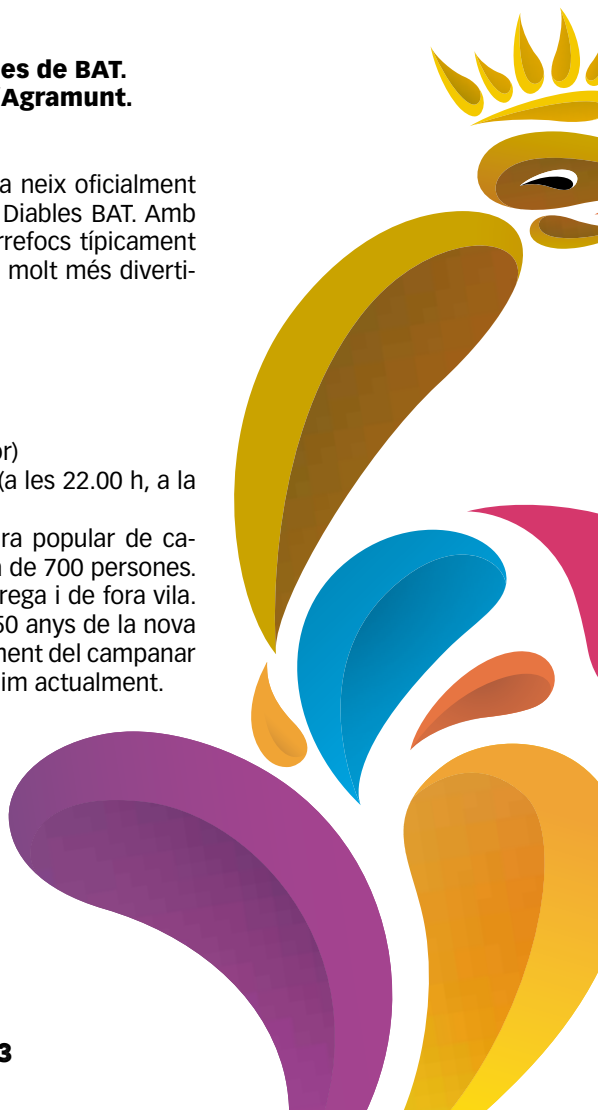 es de BAT.
Agramunt.
a neix oficialment
Diables BAT. Amb
rrefocs típicament
molt més diverti-
or)
(a les 22.00 h, a la
ra popular de ca-
de 700 persones.
rega i de fora vila.
50 anys de la nova
ment del campanar
im actualment.
3